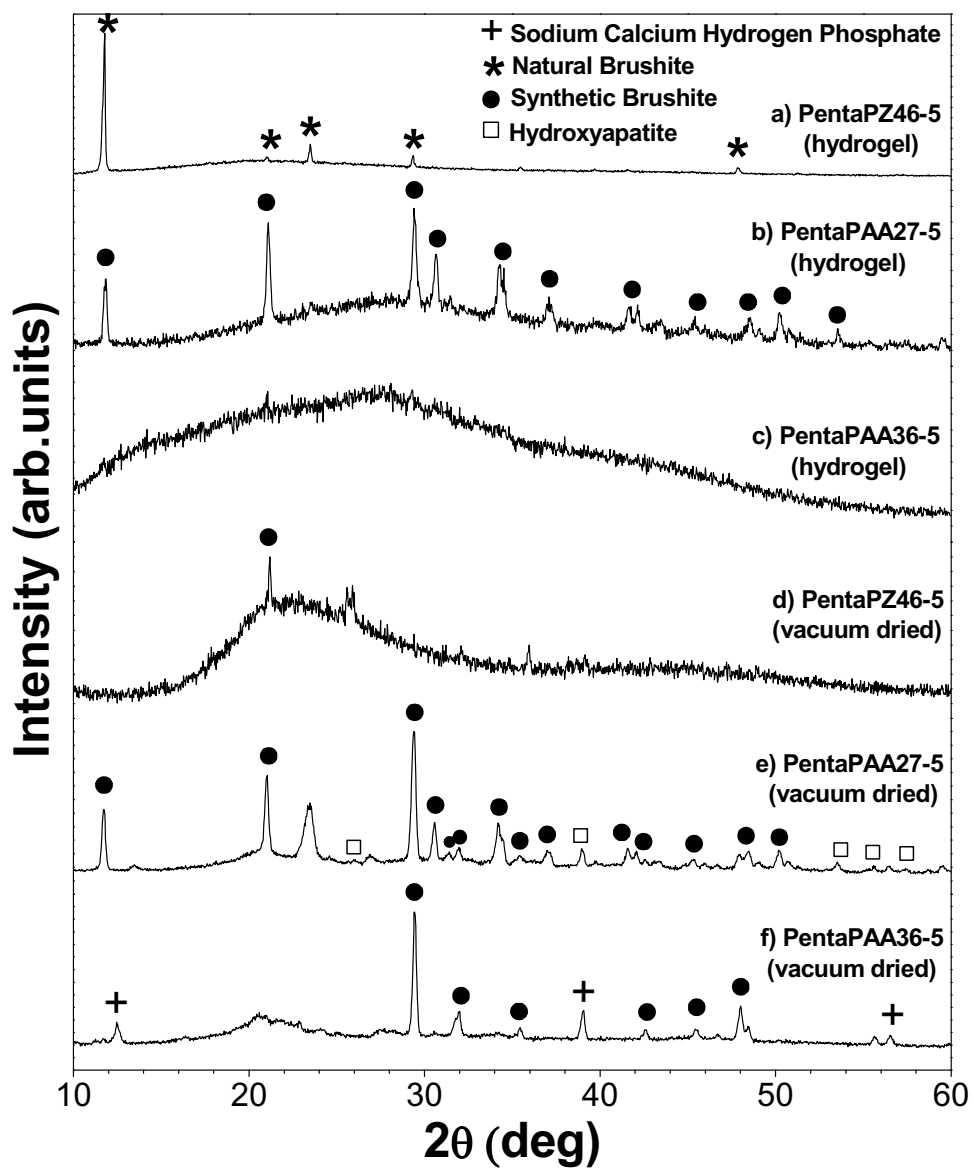 + Sodium Calcium Hydrogen Phosphate
* Natural Brushite
● Synthetic Brushite
□ Hydroxyapatite
a) PentaPZ46-5
(hydrogel)
b) PentaPAA27-5
(hydrogel)
c) PentaPAA36-5
(hydrogel)
d) PentaPZ46-5
(vacuum dried)
e) PentaPAA27-5
(vacuum dried)
f) PentaPAA36-5
(vacuum dried)
Intensity (arb.units)
10 20 30 40 50 60
2θ (deg)